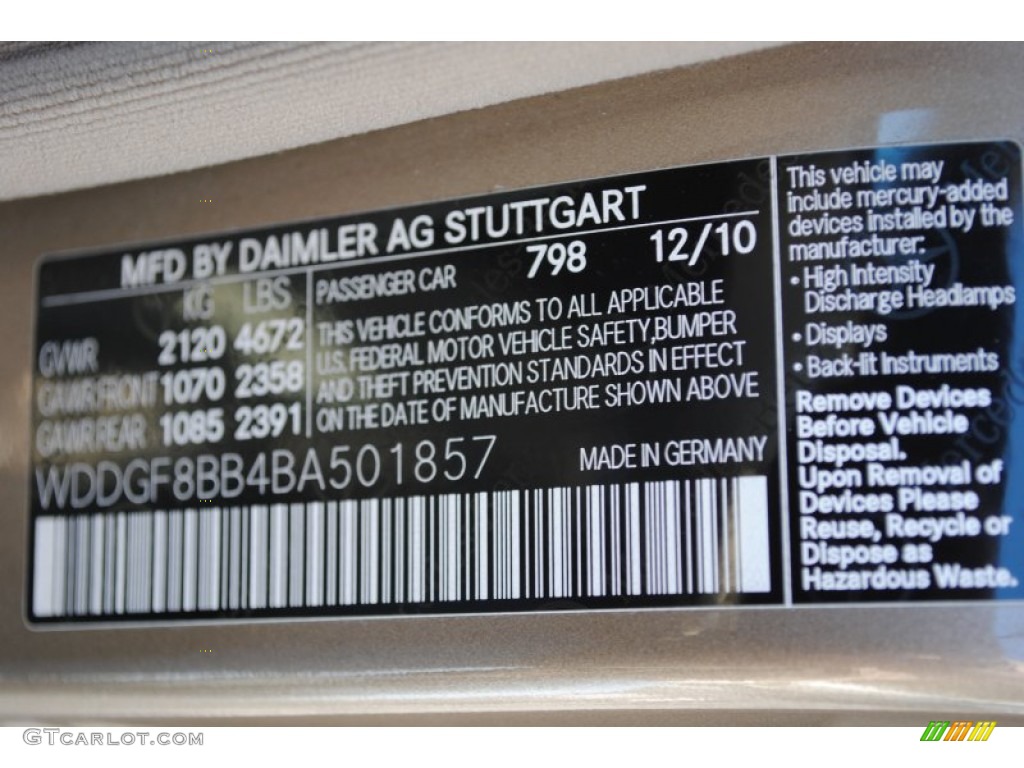 MFD BY DAIMLER AG STUTTGART
KG LBS
GVWR 2120 4672
GAWR FRONT 1070 2358
GAWR REAR 1085 2391
PASSENGER CAR 798 12/10
THIS VEHICLE CONFORMS TO ALL APPLICABLE
U.S. FEDERAL MOTOR VEHICLE SAFETY,BUMPER
AND THEFT PREVENTION STANDARDS IN EFFECT
ON THE DATE OF MANUFACTURE SHOWN ABOVE
WDDGF8BB4BA501857 MADE IN GERMANY
This vehicle may
include mercury-added
devices installed by the
manufacturer:
• High Intensity
Discharge Headlamps
• Displays
• Back-lit Instruments
Remove Devices
Before Vehicle
Disposal.
Upon Removal of
Devices Please
Reuse, Recycle or
Dispose as
Hazardous Waste.
GTcarlot.com